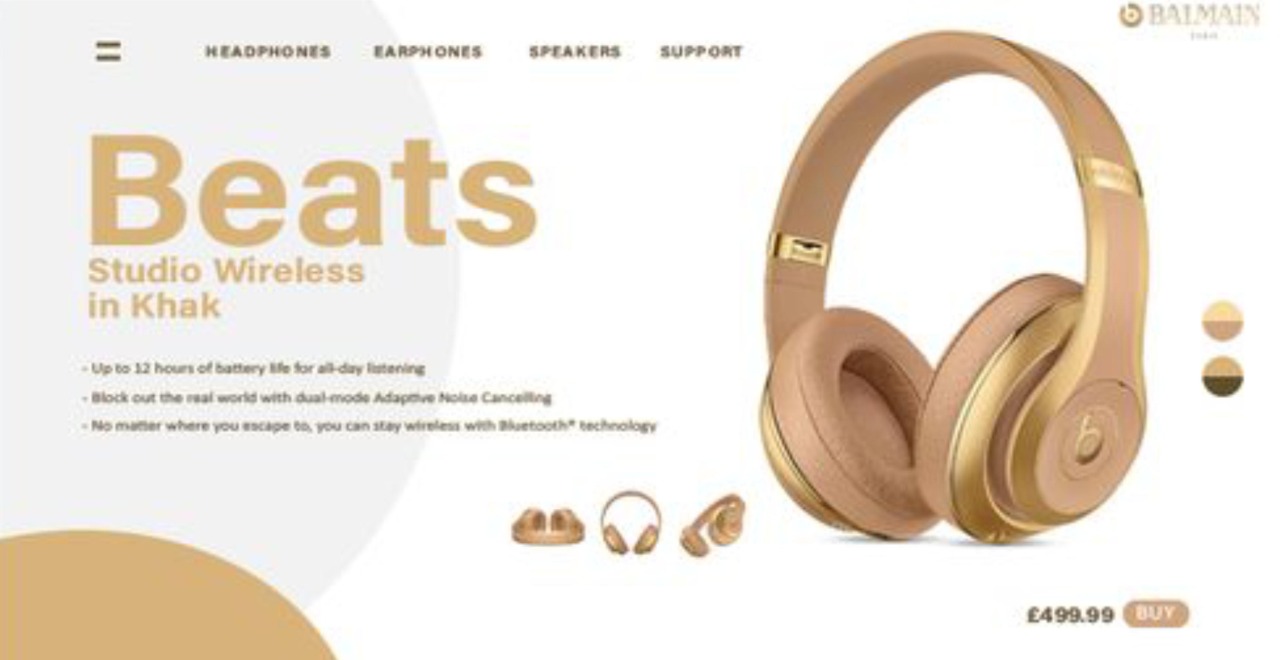 BALMAIN
PARIS
HEADPHONES EARPHONES SPEAKERS SUPPORT
Beats
Studio Wireless
in Khak
- Up to 12 hours of battery life for all-day listening
- Block out the real world with dual-mode Adaptive Noise Cancelling
- No matter where you escape to, you can stay wireless with Bluetooth® technology
£499.99 BUY